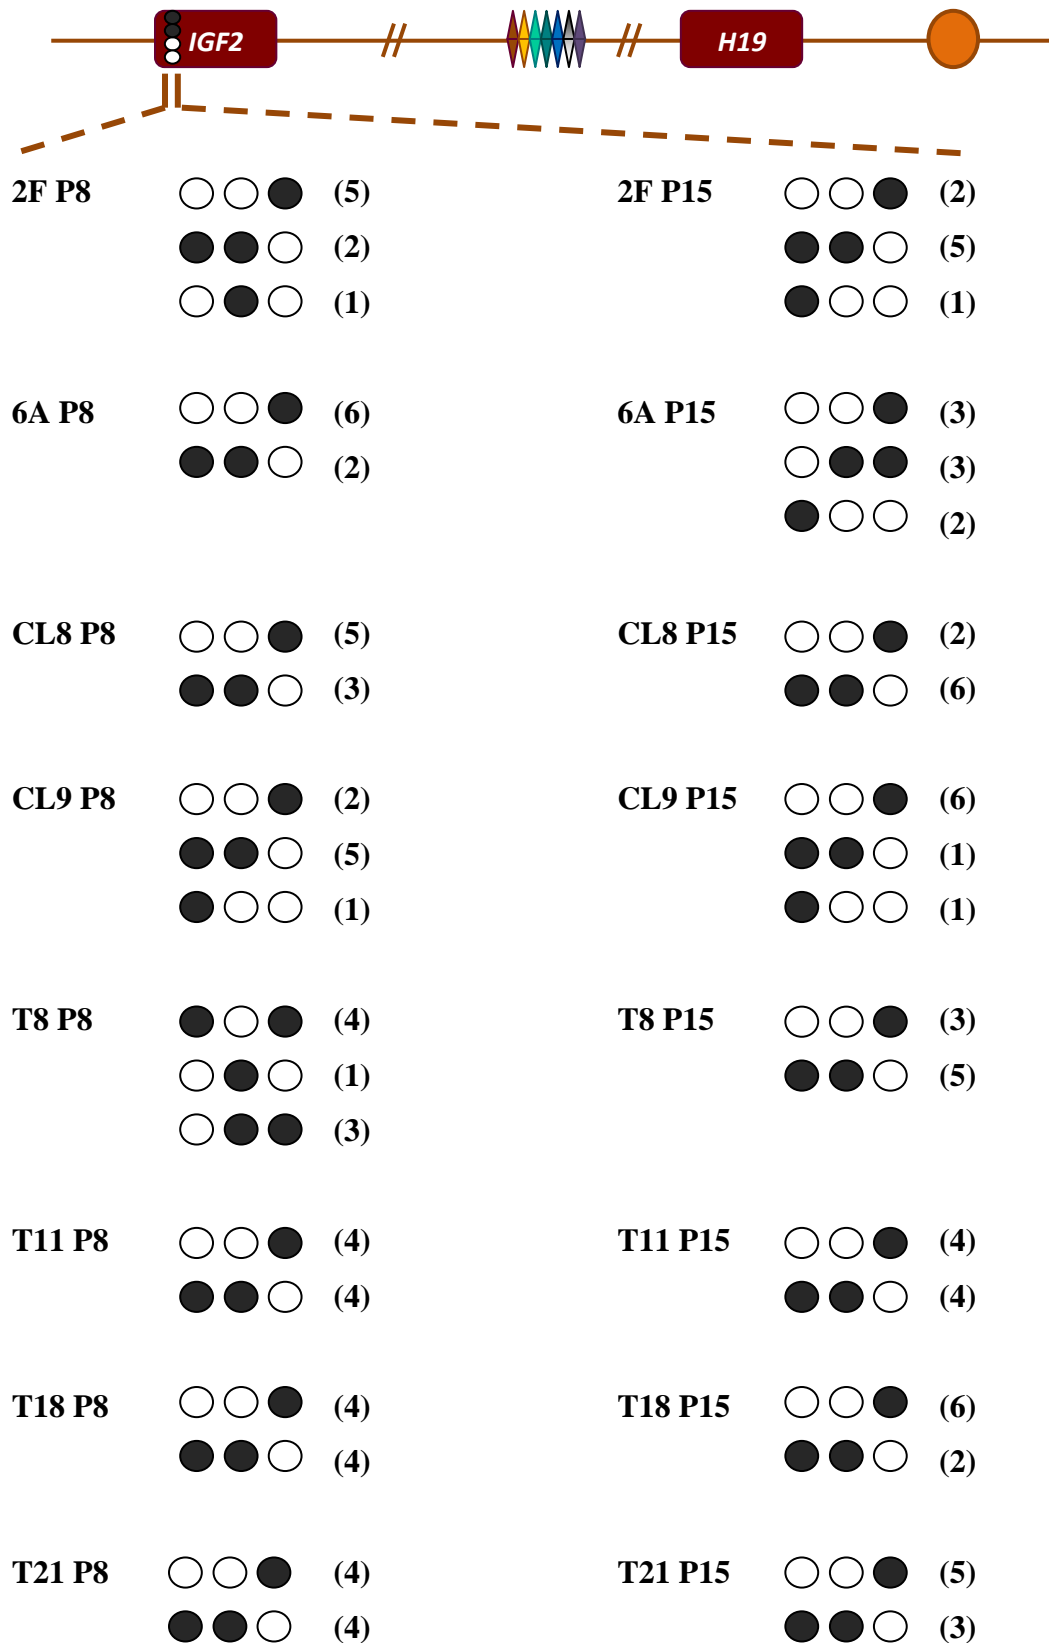 IGF2 H19
2F P8 (5) 2F P15 (2)
(2) (5)
(1) (1)
6A P8 (6) 6A P15 (3)
(2) (3)
(2)
CL8 P8 (5) CL8 P15 (2)
(3) (6)
CL9 P8 (2) CL9 P15 (6)
(5) (1)
(1) (1)
T8 P8 (4) T8 P15 (3)
(1) (5)
(3)
T11 P8 (4) T11 P15 (4)
(4) (4)
T18 P8 (4) T18 P15 (6)
(4) (2)
T21 P8 (4) T21 P15 (5)
(4) (3)